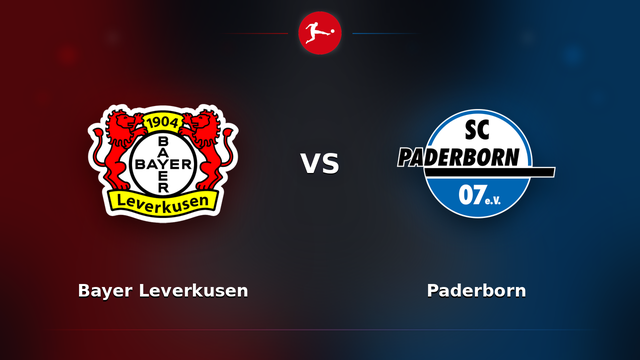 1904
BAYER
BAYER
Leverkusen
VS
SC
PADERBORN
07 e.V.
Bayer Leverkusen
Paderborn